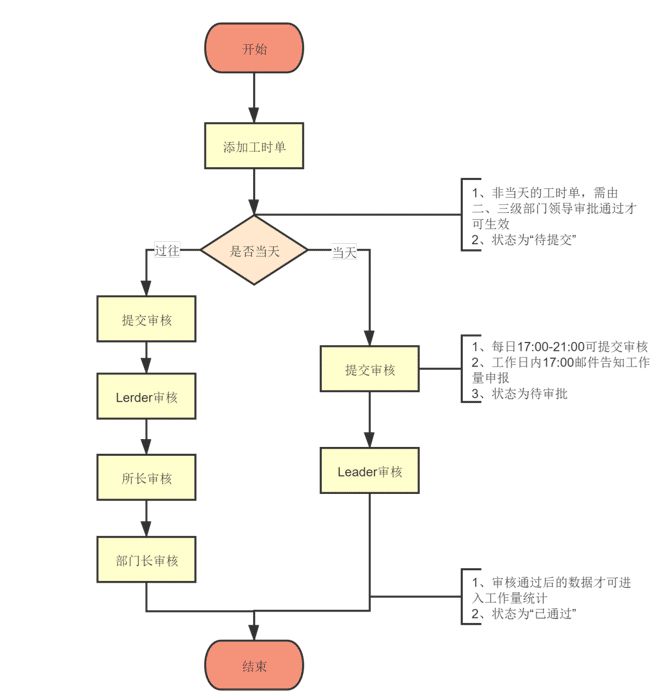 开始
添加工时单
1、非当天的工时单，需由
二、三级部门领导审批通过才
可生效
2、状态为“待提交”
是否当天
过往
当天
提交审核
Lerder审核
所长审核
部门长审核
提交审核
1、每日17:00-21:00可提交审核
2、工作日内17:00邮件告知工作
量申报
3、状态为待审批
Leader审核
1、审核通过后的数据才可进
入工作量统计
2、状态为“已通过”
结束